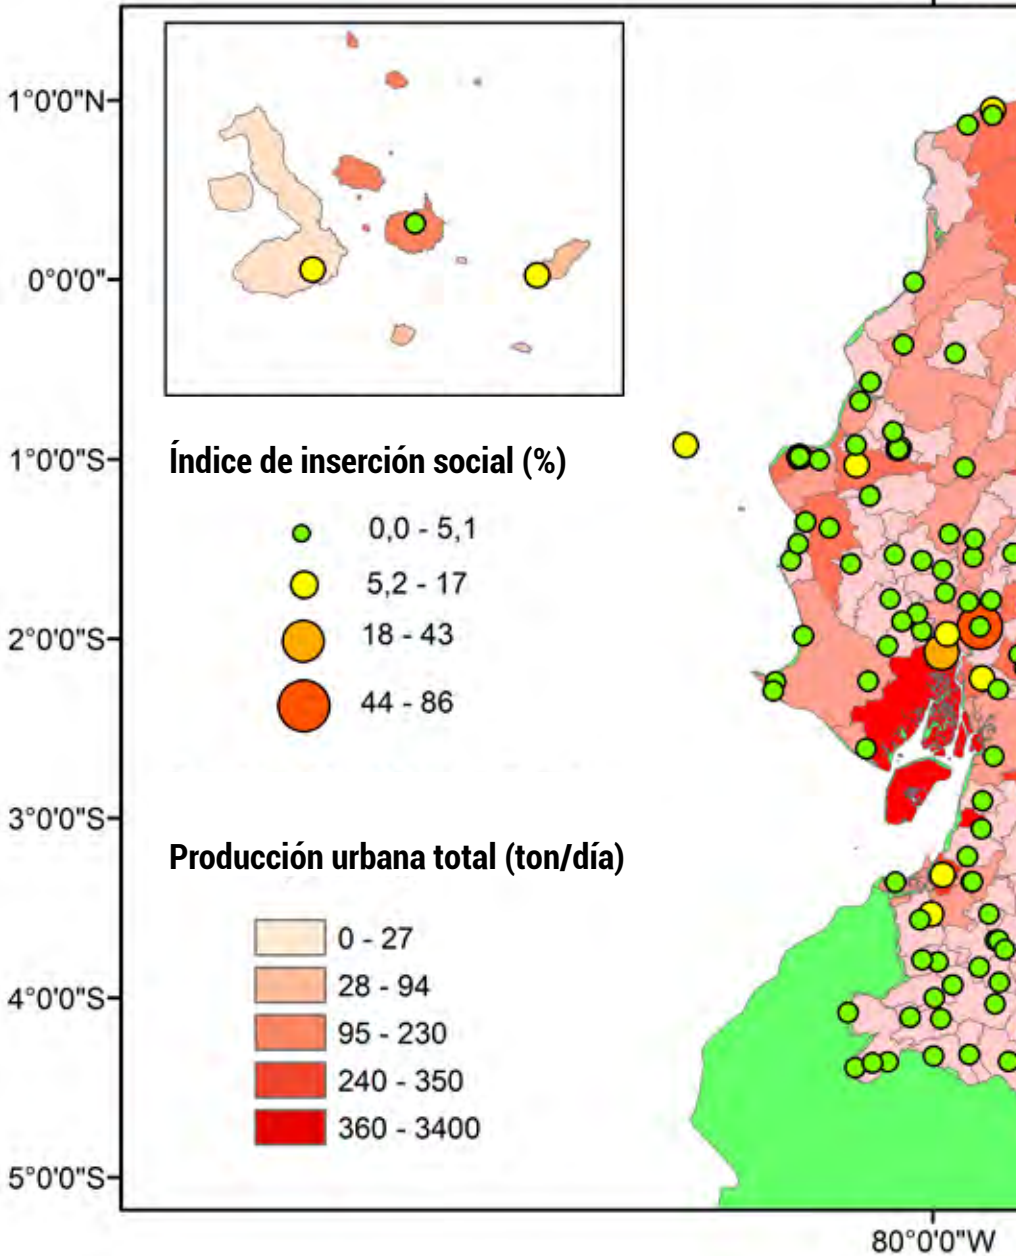 1°0'0"N
0°0'0"
1°0'0"S
2°0'0"S
3°0'0"S
4°0'0"S
5°0'0"S
Índice de inserción social (%)
0,0 - 5,1
5,2 - 17
18 - 43
44 - 86
Producción urbana total (ton/día)
0 - 27
28 - 94
95 - 230
240 - 350
360 - 3400
80°0'0"W